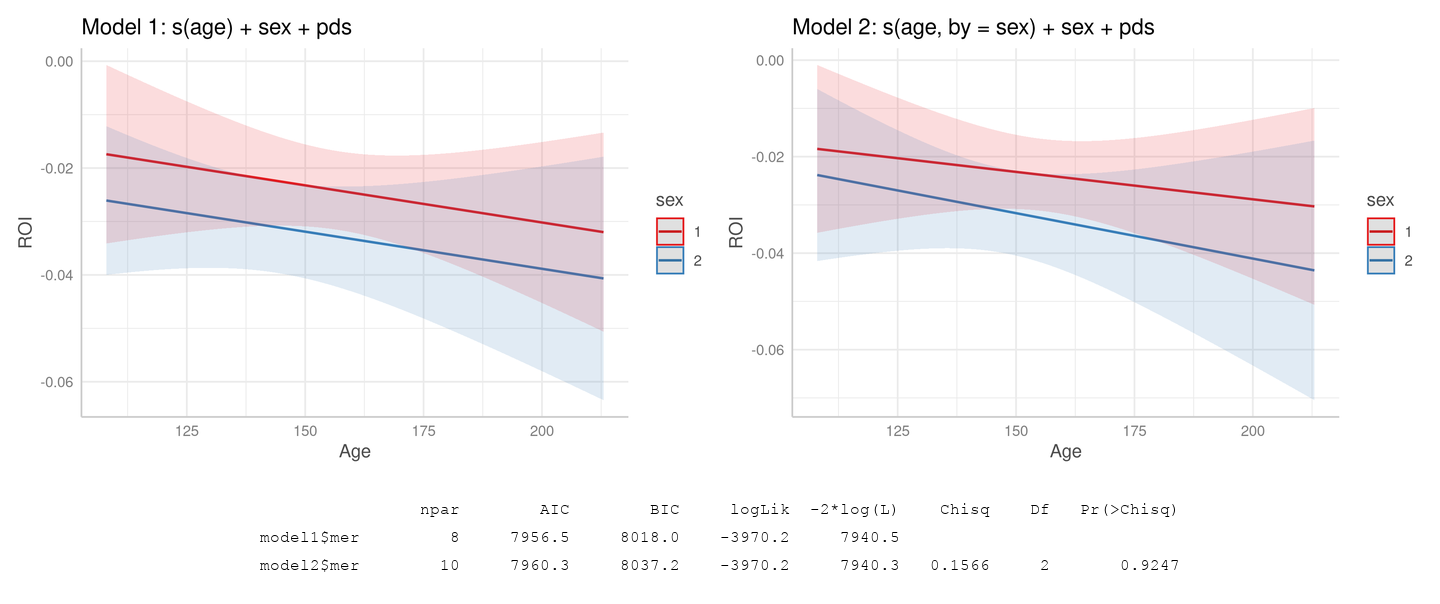 Model 1: s(age) + sex + pds
0.00
-0.02
-0.04
-0.06
ROI
125 150 175 200
Age
sex
1
2
Model 2: s(age, by = sex) + sex + pds
0.00
-0.02
-0.04
-0.06
ROI
125 150 175 200
Age
sex
1
2
npar AIC BIC logLik -2*log(L) Chisq Df Pr(>Chisq)
model1$mer 8 7956.5 8018.0 -3970.2 7940.5
model2$mer 10 7960.3 8037.2 -3970.2 7940.3 0.1566 2 0.9247